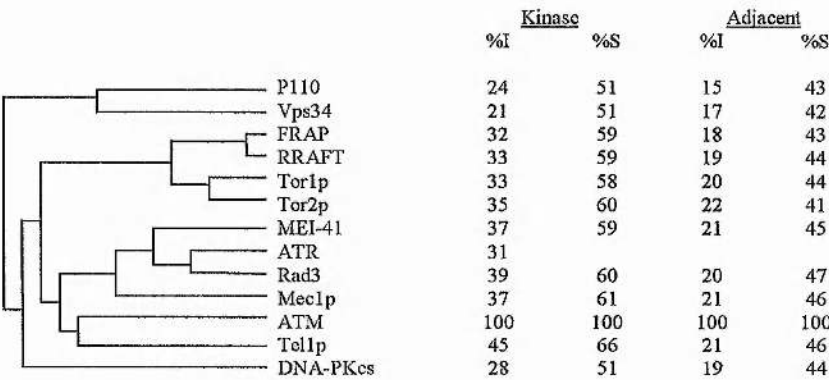 Kinase Adjacent
%I %S %I %S
P110 24 51 15 43
Vps34 21 51 17 42
FRAP 32 59 18 43
RRAFT 33 59 19 44
Tor1p 33 58 20 44
Tor2p 35 60 22 41
MEI-41 37 59 21 45
ATR 31
Rad3 39 60 20 47
Mec1p 37 61 21 46
ATM 100 100 100 100
Tel1p 45 66 21 46
DNA-PKcs 28 51 19 44